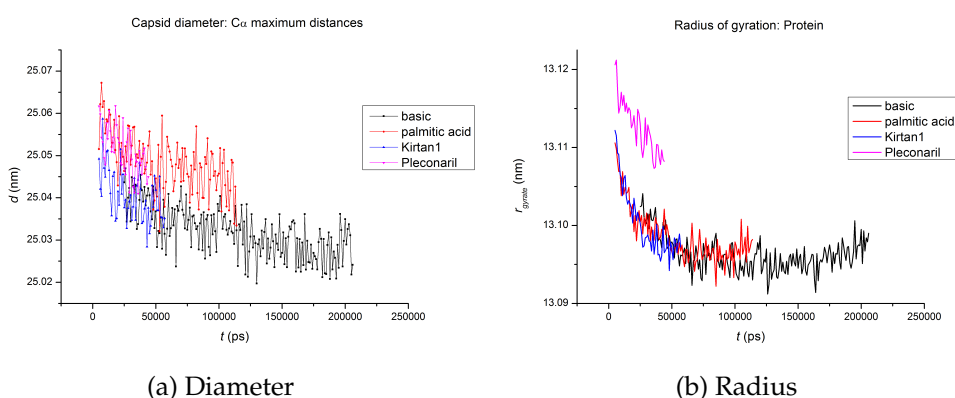 Capsid diameter: Cα maximum distances
25.07
25.06
25.05
25.04
25.03
25.02
d (nm)
0 50000 100000 150000 200000 250000
t (ps)
basic
palmitic acid
Kirtan1
Pleconaril
(a) Diameter
Radius of gyration: Protein
13.12
13.11
13.10
13.09
r gyrate (nm)
0 50000 100000 150000 200000 250000
t (ps)
basic
palmitic acid
Kirtan1
Pleconaril
(b) Radius